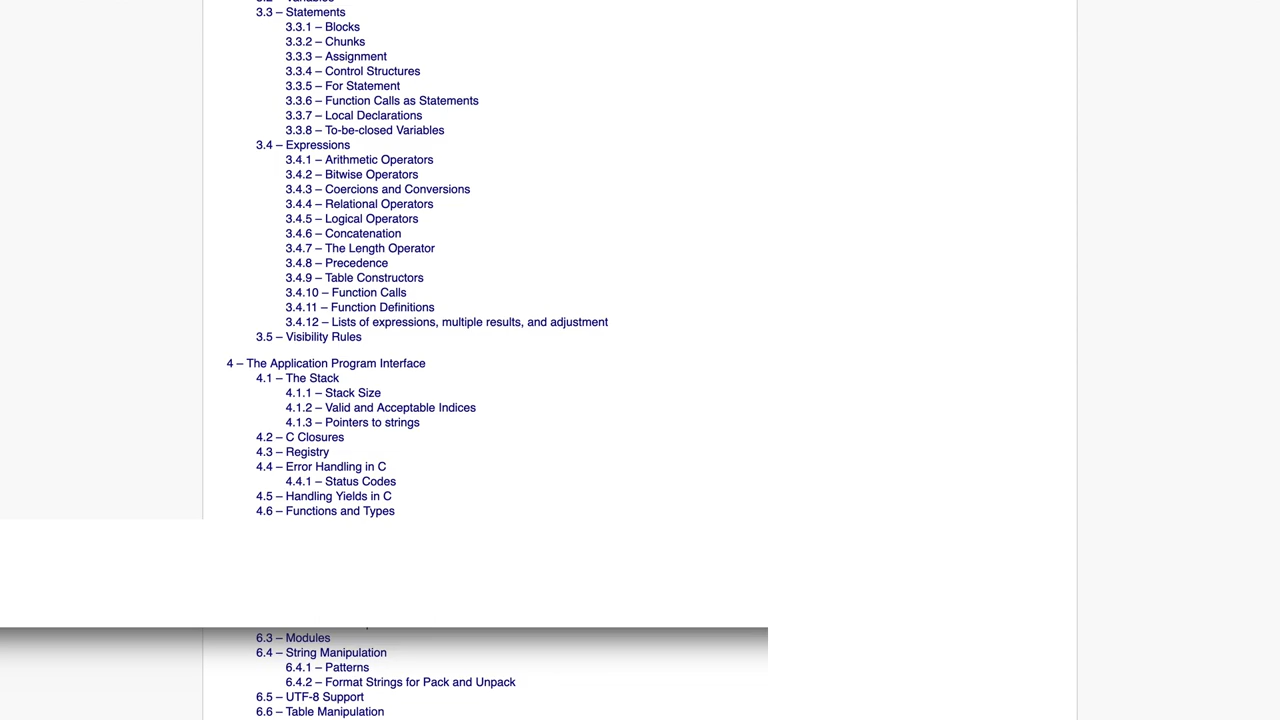 3.3 – Statements
3.3.1 – Blocks
3.3.2 – Chunks
3.3.3 – Assignment
3.3.4 – Control Structures
3.3.5 – For Statement
3.3.6 – Function Calls as Statements
3.3.7 – Local Declarations
3.3.8 – To-be-closed Variables
3.4 – Expressions
3.4.1 – Arithmetic Operators
3.4.2 – Bitwise Operators
3.4.3 – Coercions and Conversions
3.4.4 – Relational Operators
3.4.5 – Logical Operators
3.4.6 – Concatenation
3.4.7 – The Length Operator
3.4.8 – Precedence
3.4.9 – Table Constructors
3.4.10 – Function Calls
3.4.11 – Function Definitions
3.4.12 – Lists of expressions, multiple results, and adjustment
3.5 – Visibility Rules
4 – The Application Program Interface
4.1 – The Stack
4.1.1 – Stack Size
4.1.2 – Valid and Acceptable Indices
4.1.3 – Pointers to strings
4.2 – C Closures
4.3 – Registry
4.4 – Error Handling in C
4.4.1 – Status Codes
4.5 – Handling Yields in C
4.6 – Functions and Types
6.3 – Modules
6.4 – String Manipulation
6.4.1 – Patterns
6.4.2 – Format Strings for Pack and Unpack
6.5 – UTF-8 Support
6.6 – Table Manipulation